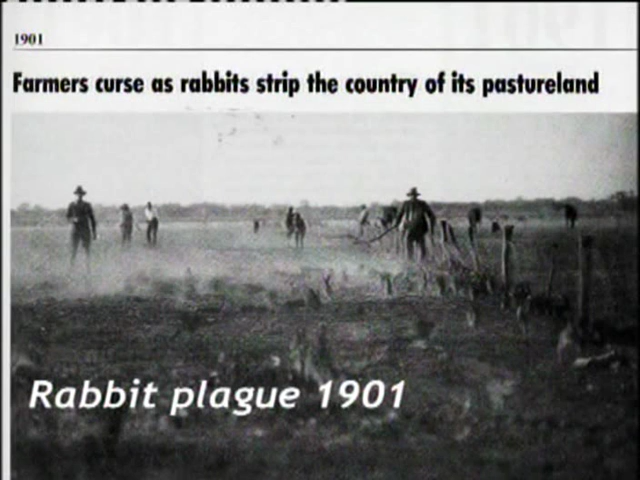 1901
Farmers curse as rabbits strip the country of its pastureland
Rabbit plague 1901